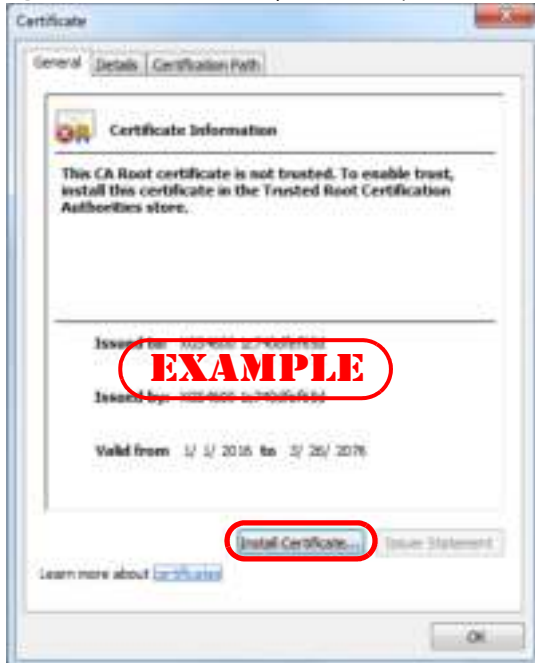 Certificate
General Details Certification Path
Certificate Information
This CA Root certificate is not trusted. To enable trust,
install this certificate in the Trusted Root Certification
Authorities store.
Issued to:
EXAMPLE
Issued by:
Valid from 1/ 1/ 2016 to 3/ 26/ 2076
Install Certificate... Issuer Statement
Learn more about certificates
OK